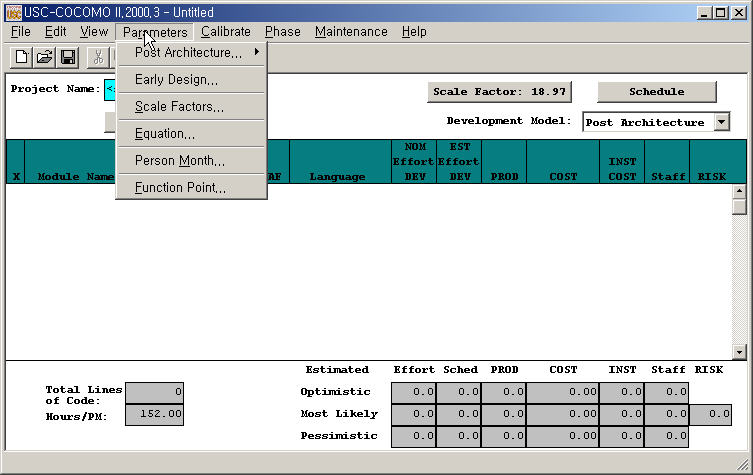 USC-COCOMO II,2000,3 - Untitled
File Edit View Parameters Calibrate Phase Maintenance Help
Post Architecture,,,
Early Design,,,
Scale Factors,,,
Equation,,,
Person Month,,,
Function Point,,,
Project Name: Scale Factor: 18.97 Schedule
Development Model: Post Architecture
NOM EST
Effort Effort INST
X Module Name AF Language DEV DEV PROD COST COST Staff RISK
Estimated Effort Sched PROD COST INST Staff RISK
Total Lines of Code: 0 Optimistic 0.0 0.0 0.0 0.00 0.0 0.0
Hours/PM: 152.00 Most Likely 0.0 0.0 0.0 0.00 0.0 0.0 0.0
Pessimistic 0.0 0.0 0.0 0.00 0.0 0.0